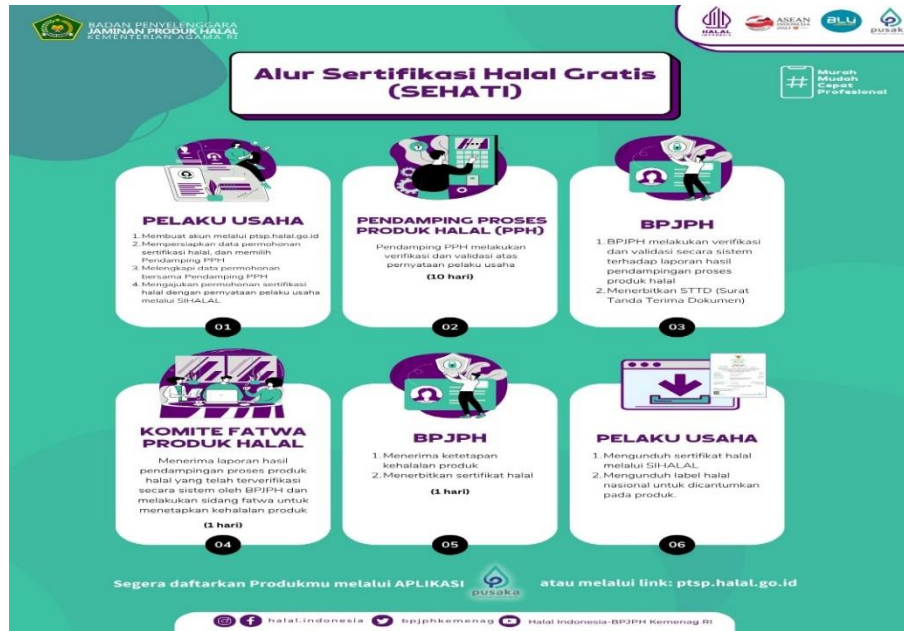 BADAN PENYELENGGARA
JAMINAN PRODUK HALAL
KEMENTERIAN AGAMA RI
HALAL
INDONESIA
ASEAN
INDONESIA
2023
BLU
pusaka
Alur Sertifikasi Halal Gratis
(SEHATI)
#
Murah
Mudah
Cepat
Profesional
PELAKU USAHA
1. Membuat akun melalui ptsp.halal.go.id
2. Mempersiapkan data permohonan
sertifikasi halal, dan memilih
Pendamping PPH
3. Melengkapi data permohonan
bersama Pendamping PPH
4. Mengajukan permohonan sertifikasi
halal dengan pernyataan pelaku usaha
melalui SIHALAL
01
PENDAMPING PROSES
PRODUK HALAL (PPH)
Pendamping PPH melakukan
verifikasi dan validasi atas
pernyataan pelaku usaha
(10 hari)
02
BPJPH
1. BPJPH melakukan verifikasi
dan validasi secara sistem
terhadap laporan hasil
pendampingan proses
produk halal
2. Menerbitkan STTD (Surat
Tanda Terima Dokumen)
03
KOMITE FATWA
PRODUK HALAL
Menerima laporan hasil
pendampingan proses produk
halal yang telah terverifikasi
secara sistem oleh BPJPH dan
melakukan sidang fatwa untuk
menetapkan kehalalan produk
(1 hari)
04
BPJPH
1. Menerima ketetapan
kehalalan produk
2. Menerbitkan sertifikat halal
(1 hari)
05
PELAKU USAHA
1. Mengunduh sertifikat halal
melalui SIHALAL
2. Mengunduh label halal
nasional untuk dicantumkan
pada produk.
06
Segera daftarkan Produkmu melalui APLIKASI pusaka atau melalui link: ptsp.halal.go.id
halal.indonesia bpjphkemenag Halal Indonesia-BPJPH Kemenag RI